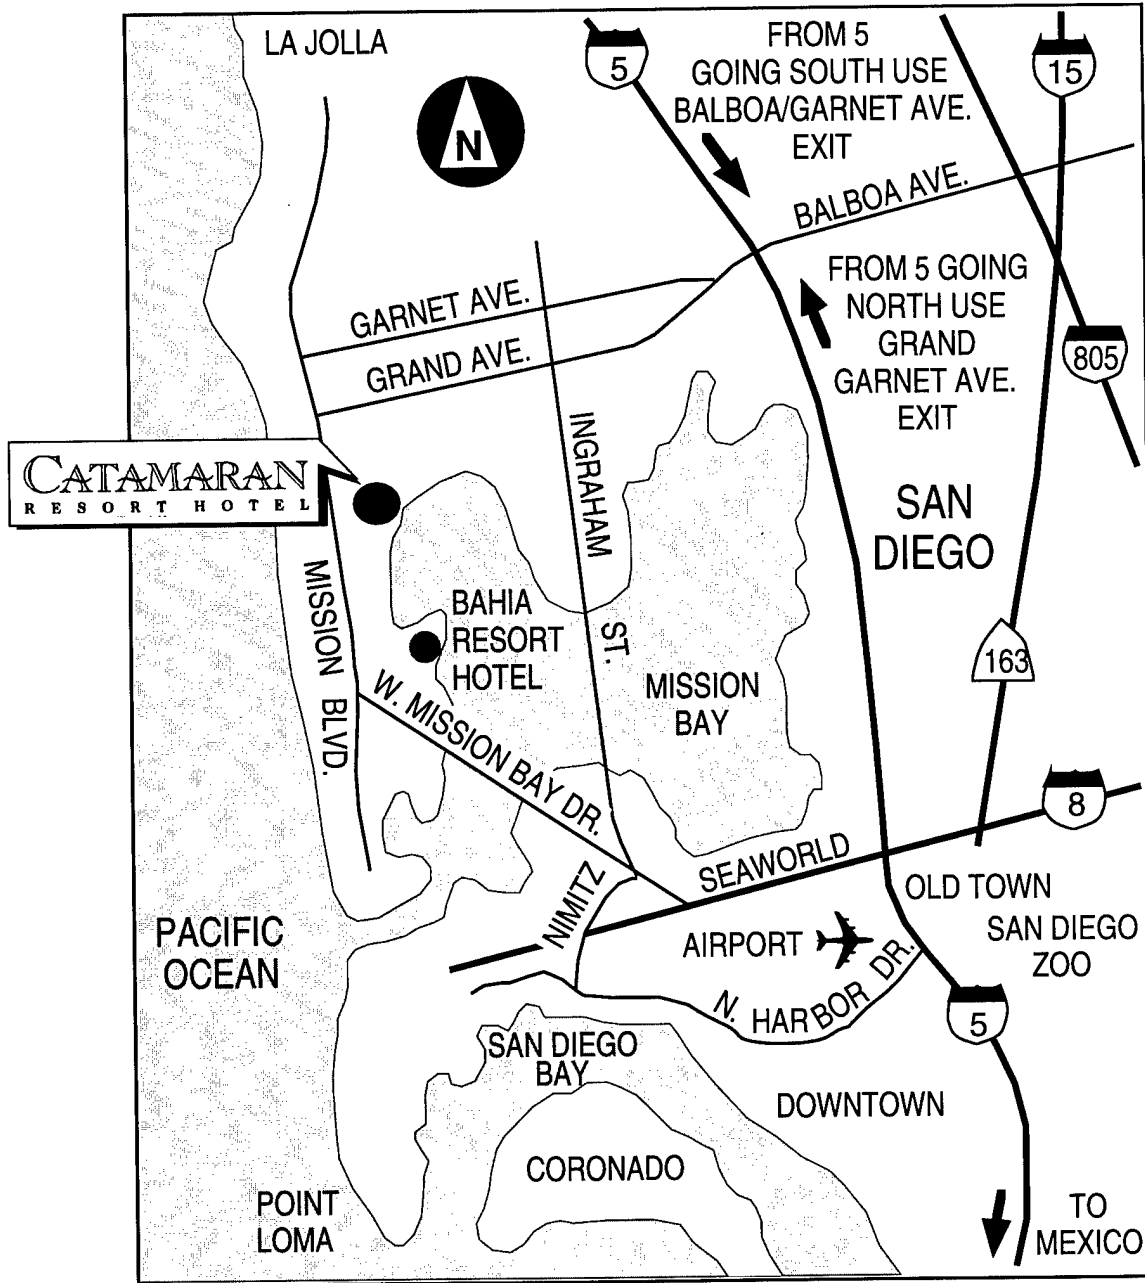 LA JOLLA
N
5
FROM 5
GOING SOUTH USE
BALBOA/GARNET AVE.
EXIT
15
BALBOA AVE.
FROM 5 GOING
NORTH USE
GRAND
GARNET AVE.
EXIT
GARNET AVE.
GRAND AVE.
805
CATAMARAN
RESORT HOTEL
INGRAHAM
ST.
SAN
DIEGO
MISSION BLVD.
BAHIA
RESORT
HOTEL
163
MISSION
BAY
W. MISSION BAY DR.
8
SEAWORLD
NIMITZ
OLD TOWN
PACIFIC
OCEAN
AIRPORT
SAN DIEGO
ZOO
N. HARBOR DR.
5
SAN DIEGO
BAY
DOWNTOWN
CORONADO
POINT
LOMA
TO
MEXICO